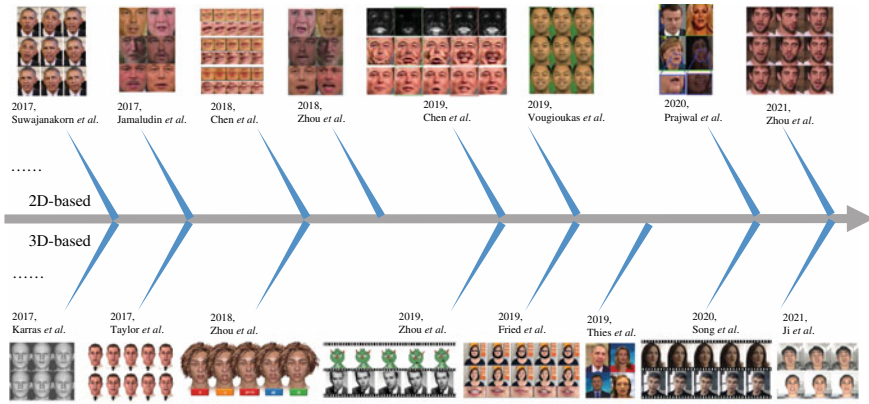 2017,
Suwajanakorn et al.
2017,
Jamaludin et al.
2018,
Chen et al.
2018,
Zhou et al.
2019,
Chen et al.
2019,
Vougioukas et al.
2020,
Prajwal et al.
2021,
Zhou et al.
......
2D-based
3D-based
......
2017,
Karras et al.
2017,
Taylor et al.
2018,
Zhou et al.
2019,
Zhou et al.
2019,
Fried et al.
2019,
Thies et al.
2020,
Song et al.
2021,
Ji et al.